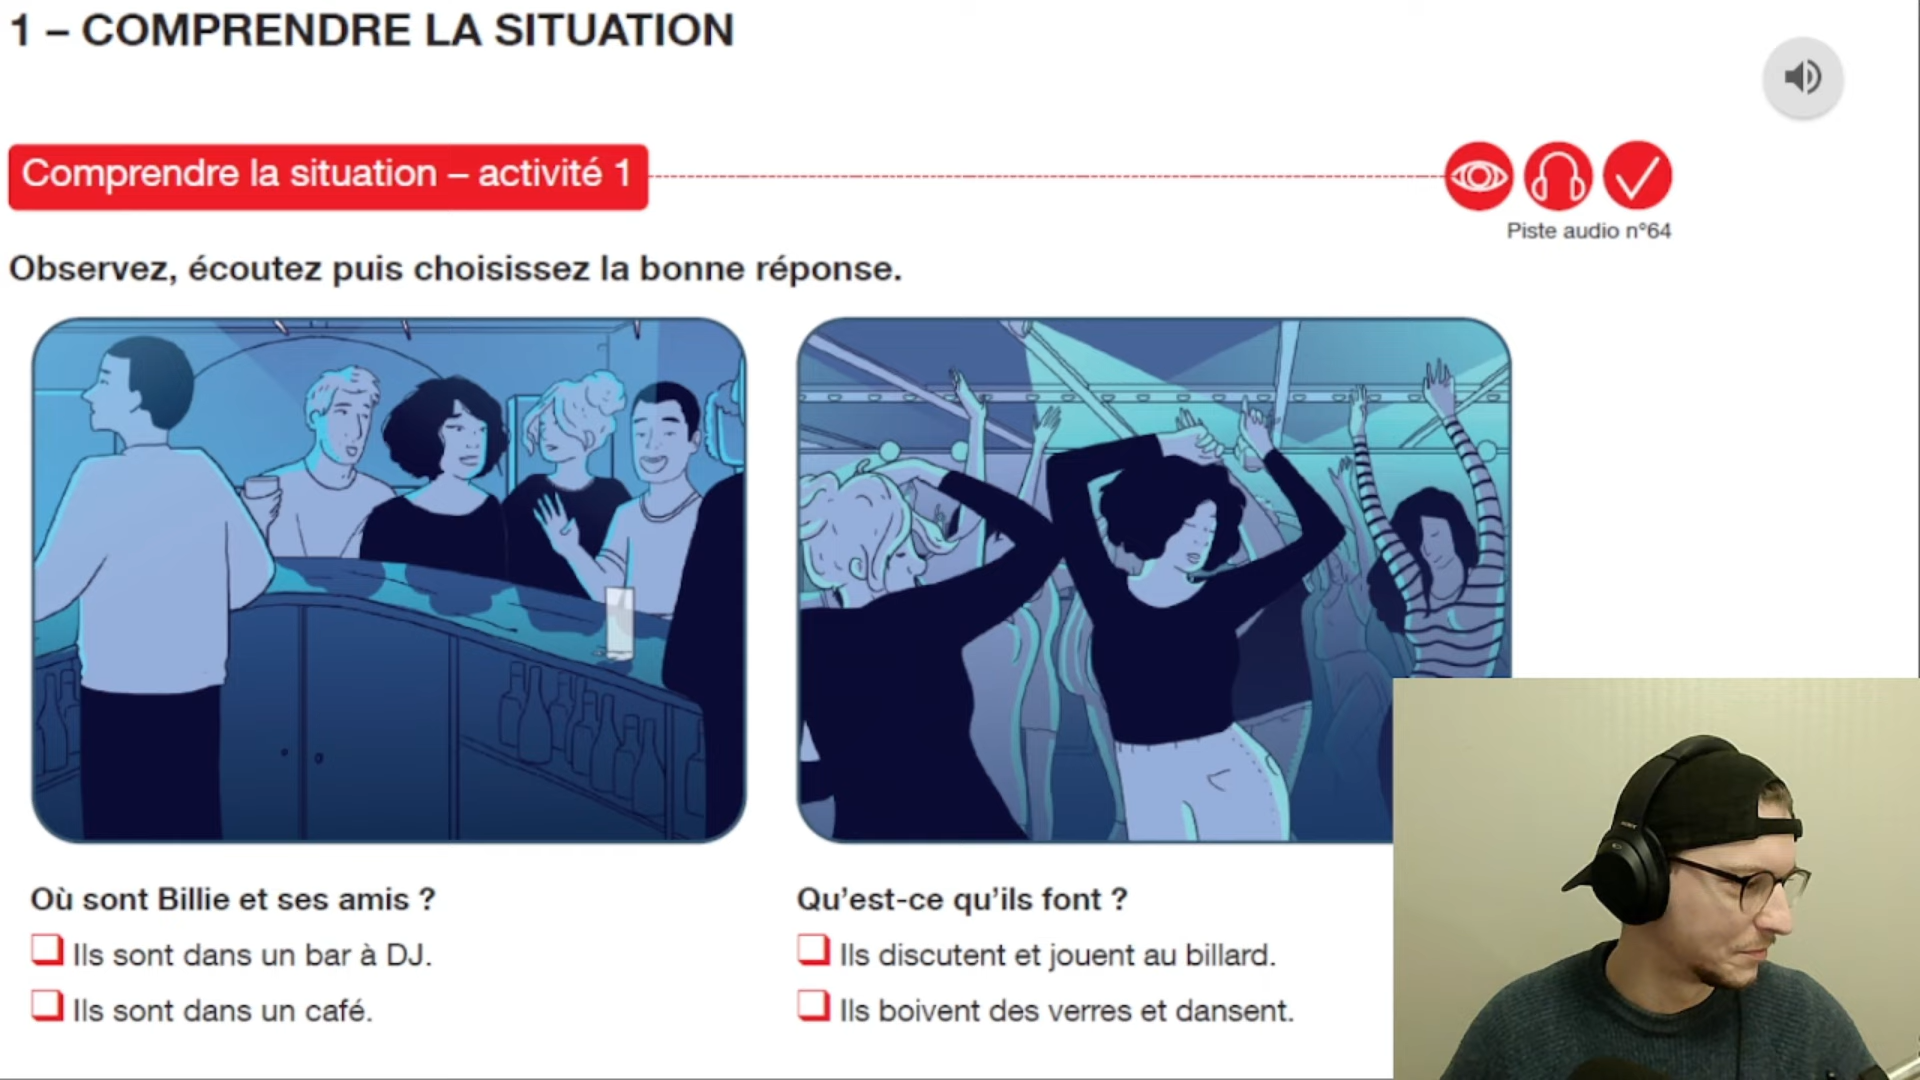 1 – COMPRENDRE LA SITUATION
Comprendre la situation – activité 1
Piste audio n°64
Observez, écoutez puis choisissez la bonne réponse.
Où sont Billie et ses amis ?
Ils sont dans un bar à DJ.
Ils sont dans un café.
Qu’est-ce qu’ils font ?
Ils discutent et jouent au billard.
Ils boivent des verres et dansent.